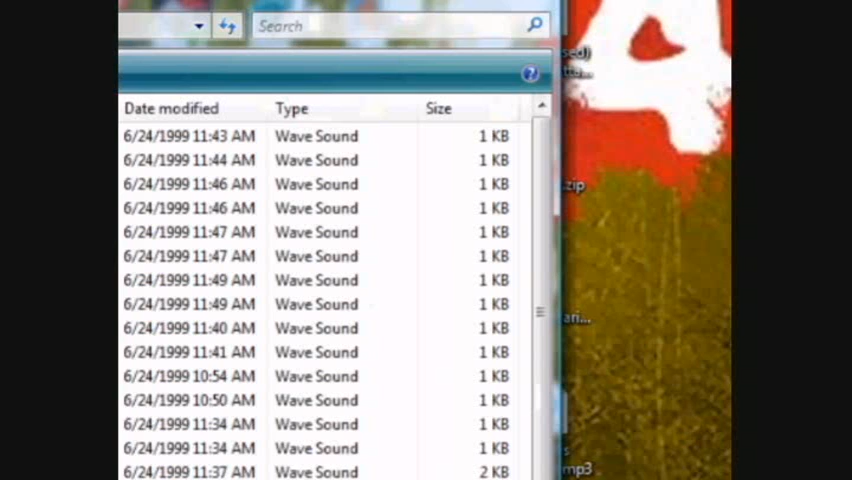 Search
sed)
Date modified Type Size
6/24/1999 11:43 AM Wave Sound 1 KB
6/24/1999 11:44 AM Wave Sound 1 KB
6/24/1999 11:46 AM Wave Sound 1 KB
.zip
6/24/1999 11:46 AM Wave Sound 1 KB
6/24/1999 11:47 AM Wave Sound 1 KB
6/24/1999 11:47 AM Wave Sound 1 KB
6/24/1999 11:49 AM Wave Sound 1 KB
6/24/1999 11:49 AM Wave Sound 1 KB
ari...
6/24/1999 11:40 AM Wave Sound 1 KB
6/24/1999 11:41 AM Wave Sound 1 KB
6/24/1999 10:54 AM Wave Sound 1 KB
6/24/1999 10:50 AM Wave Sound 1 KB
6/24/1999 11:34 AM Wave Sound 1 KB
6/24/1999 11:34 AM Wave Sound 1 KB
s
6/24/1999 11:37 AM Wave Sound 2 KB
mp3
4